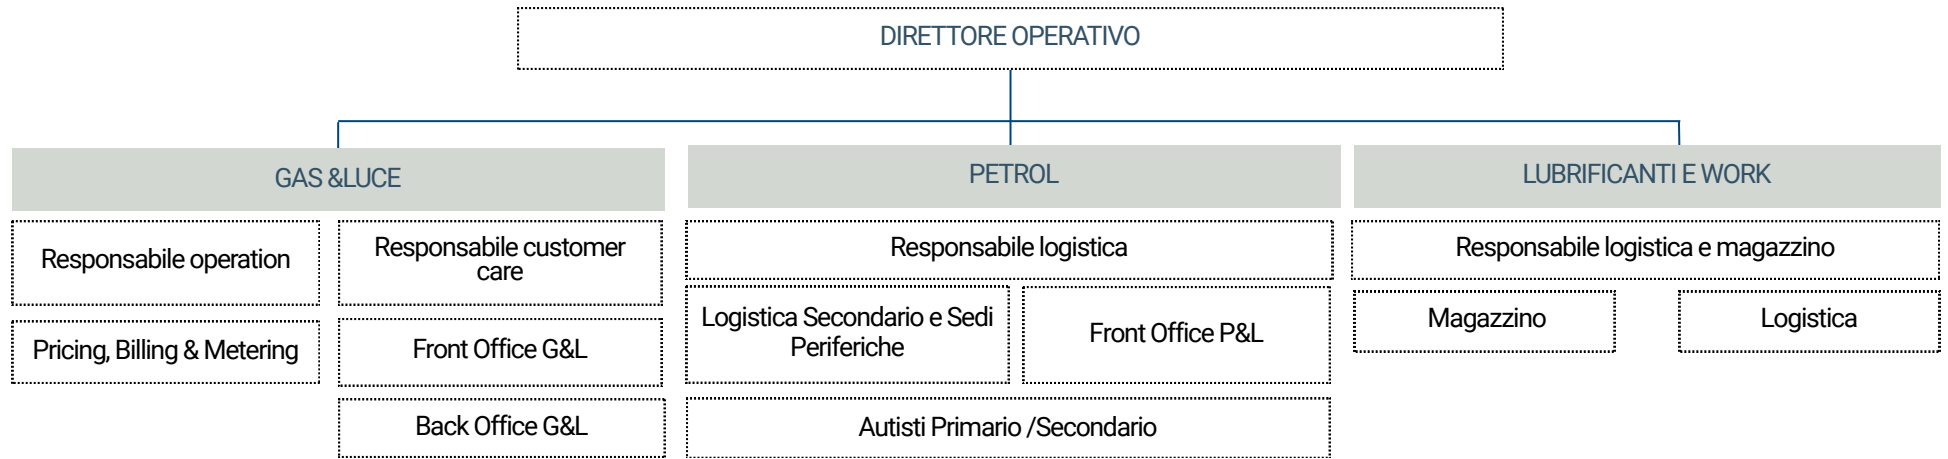 DIRETTORE OPERATIVO
GAS &LUCE
PETROL
LUBRIFICANTI E WORK
Responsabile operation
Responsabile customer
care
Responsabile logistica
Responsabile logistica e magazzino
Pricing, Billing & Metering
Front Office G&L
Logistica Secondario e Sedi
Periferiche
Front Office P&L
Magazzino
Logistica
Back Office G&L
Autisti Primario /Secondario